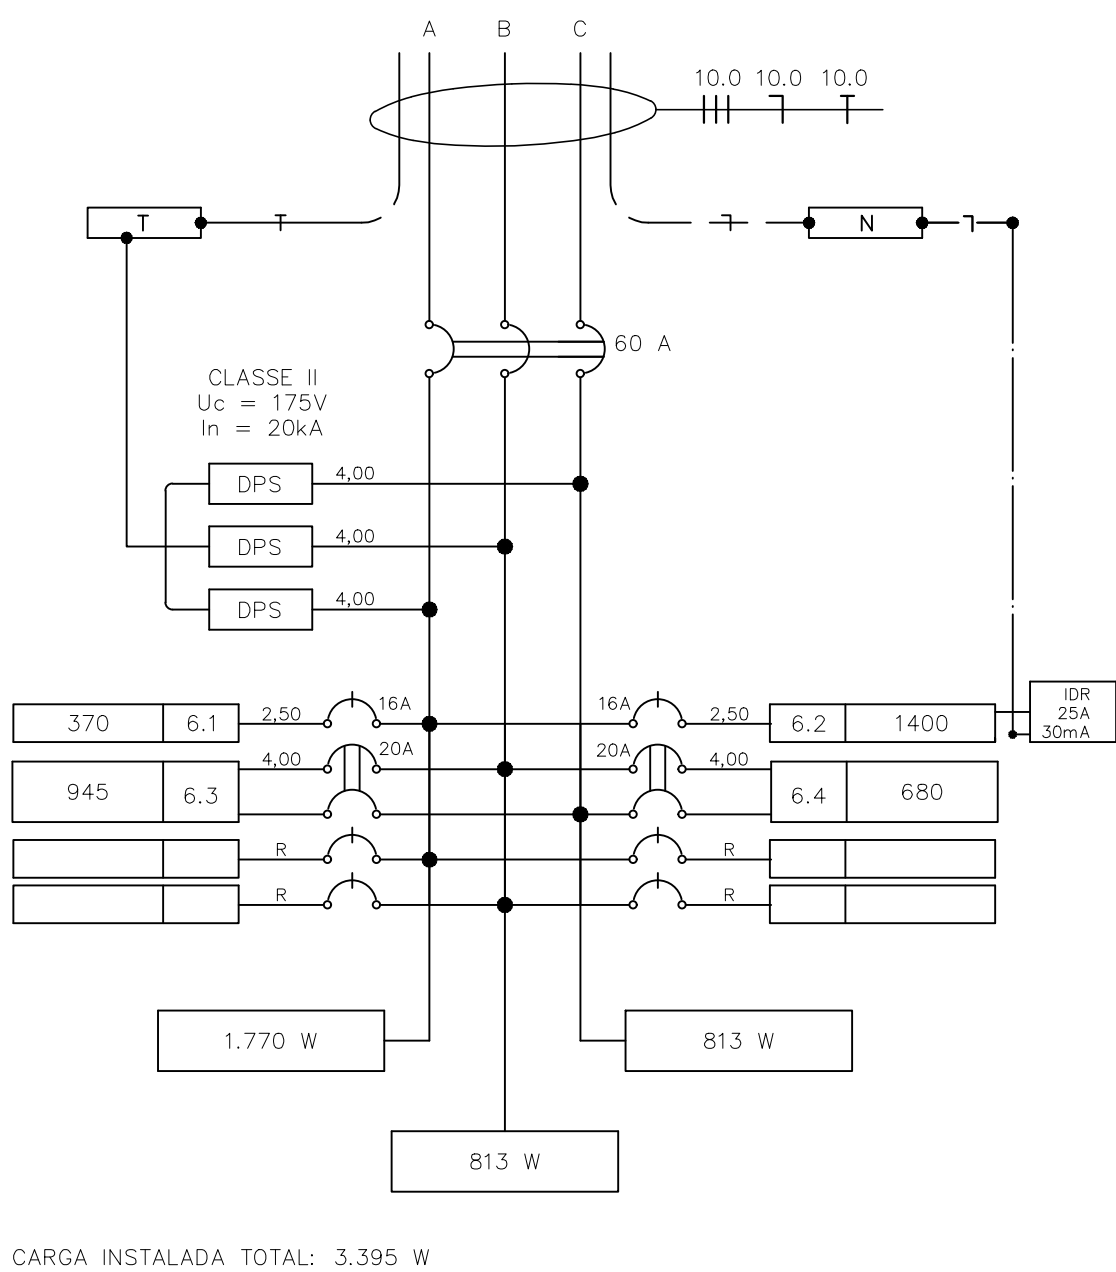 A B C
10.0 10.0 10.0
T
N
60 A
CLASSE II
Uc = 175V
In = 20kA
DPS 4,00
DPS 4,00
DPS 4,00
370 6.1 2,50 16A
16A 2,50 6.2 1400
IDR
25A
30mA
945 6.3 4,00 20A
20A 4,00 6.4 680
R
R
R
R
1.770 W
813 W
813 W
CARGA INSTALADA TOTAL: 3.395 W